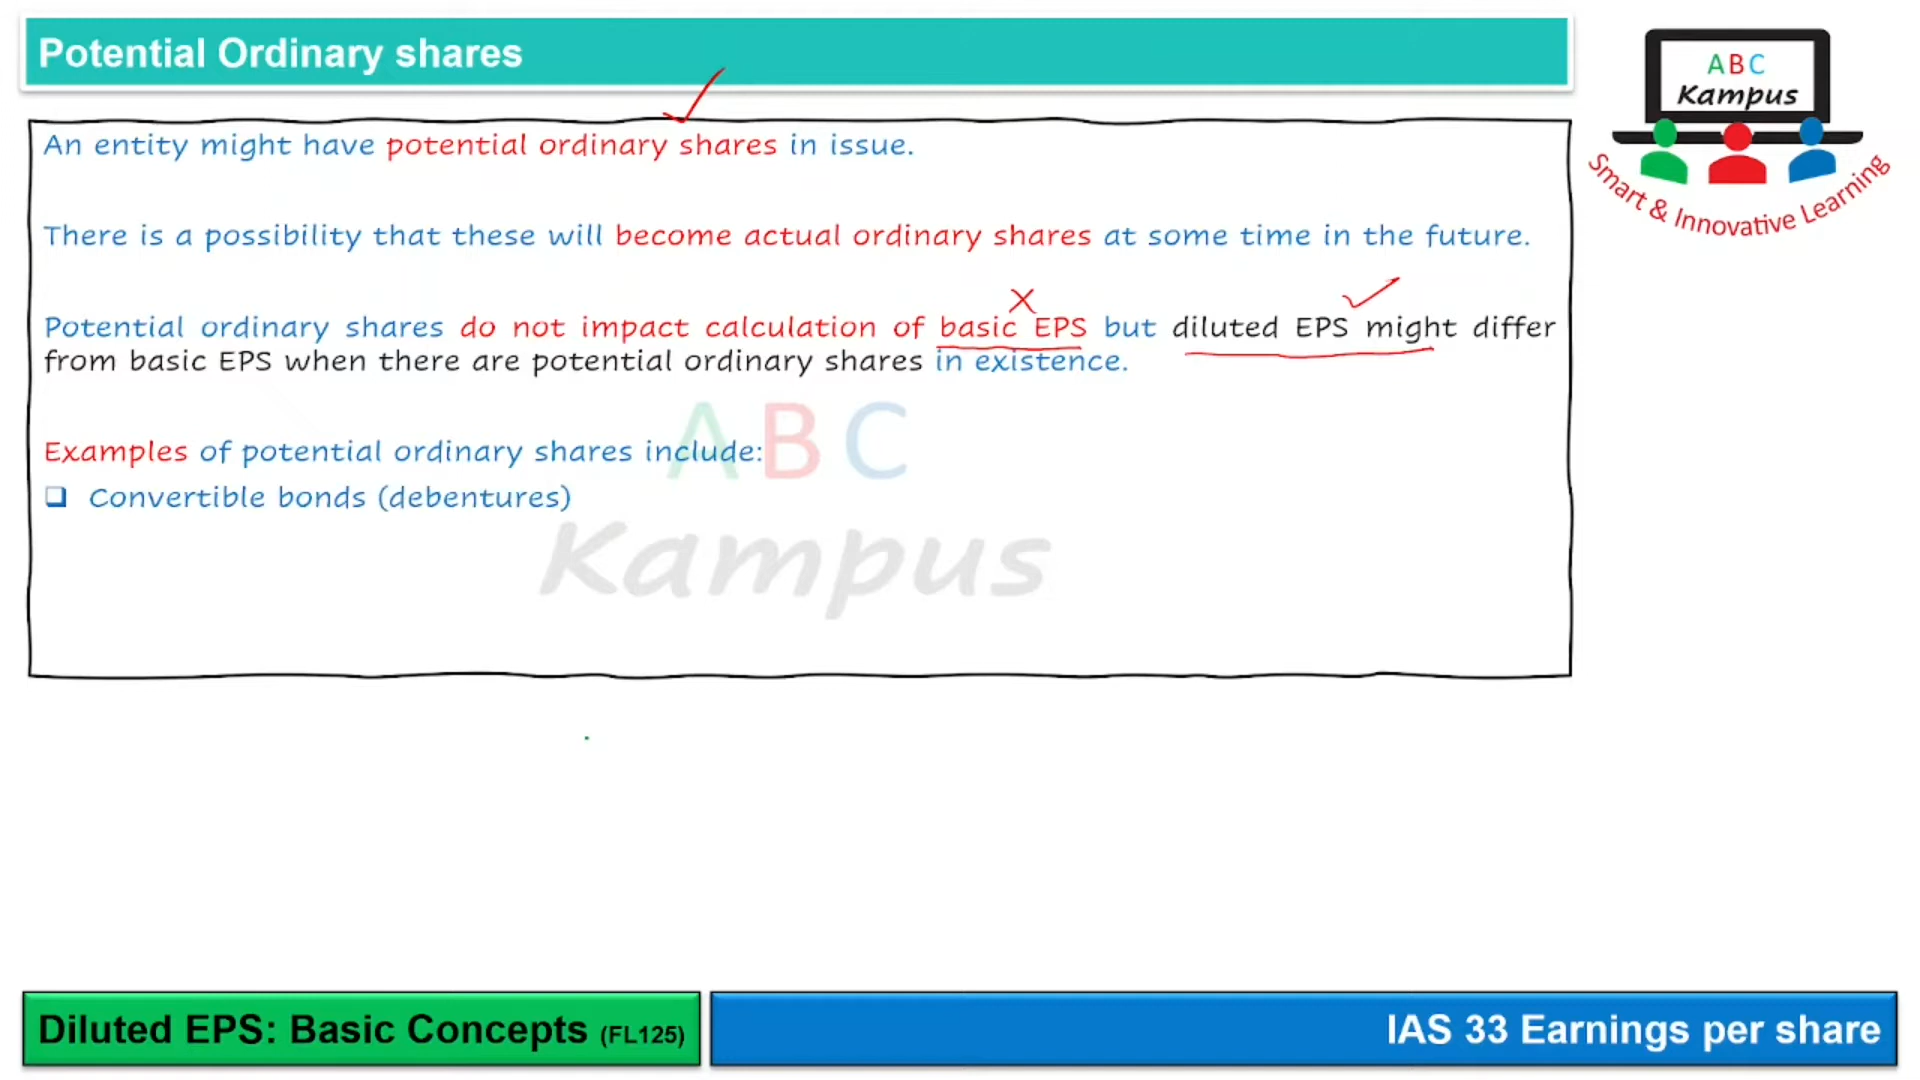 Potential Ordinary shares
ABC
Kampus
Smart & Innovative Learning
An entity might have potential ordinary shares in issue.
There is a possibility that these will become actual ordinary shares at some time in the future.
Potential ordinary shares do not impact calculation of basic EPS but diluted EPS might differ
from basic EPS when there are potential ordinary shares in existence.
Examples of potential ordinary shares include:
❑ Convertible bonds (debentures)
ABC
Kampus
Diluted EPS: Basic Concepts (FL125)
IAS 33 Earnings per share